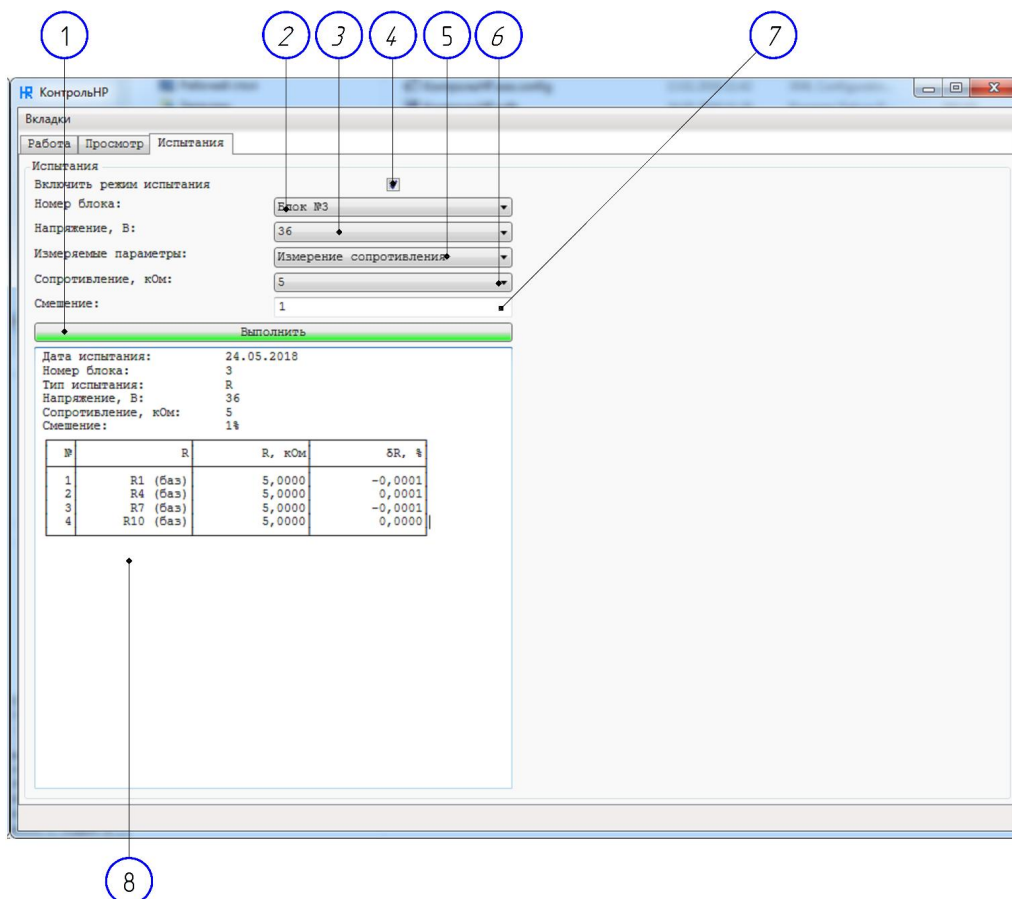 1 2 3 4 5 6 7
КонтрольНР
Вкладки
Работа Просмотр Испытания
Испытания
Включить режим испытания
Номер блока: Блок №3
Напряжение, В: 36
Измеряемые параметры: Измерение сопротивления
Сопротивление, кОм: 5
Смешение: 1
Выполнить
Дата испытания: 24.05.2018
Номер блока: 3
Тип испытания: R
Напряжение, В: 36
Сопротивление, кОм: 5
Смешение: 1%
№ R R, кОм δR, %
1 R1 (баз) 5,0000 -0,0001
2 R4 (баз) 5,0000 0,0001
3 R7 (баз) 5,0000 -0,0001
4 R10 (баз) 5,0000 0,0000
8